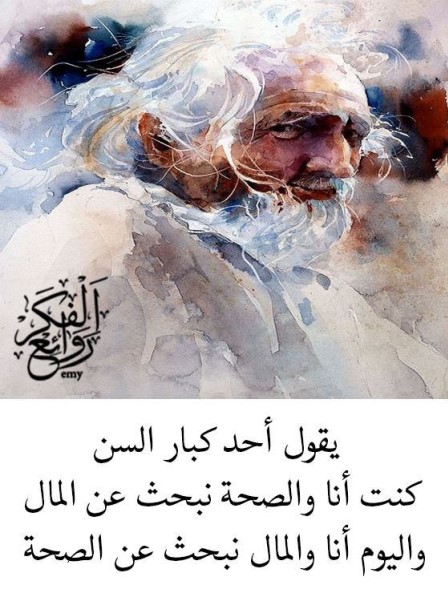 روائع الفكر
emy
يقول أحد كبار السن
كنت أنا والصحة نبحث عن المال
واليوم أنا والمال نبحث عن الصحة